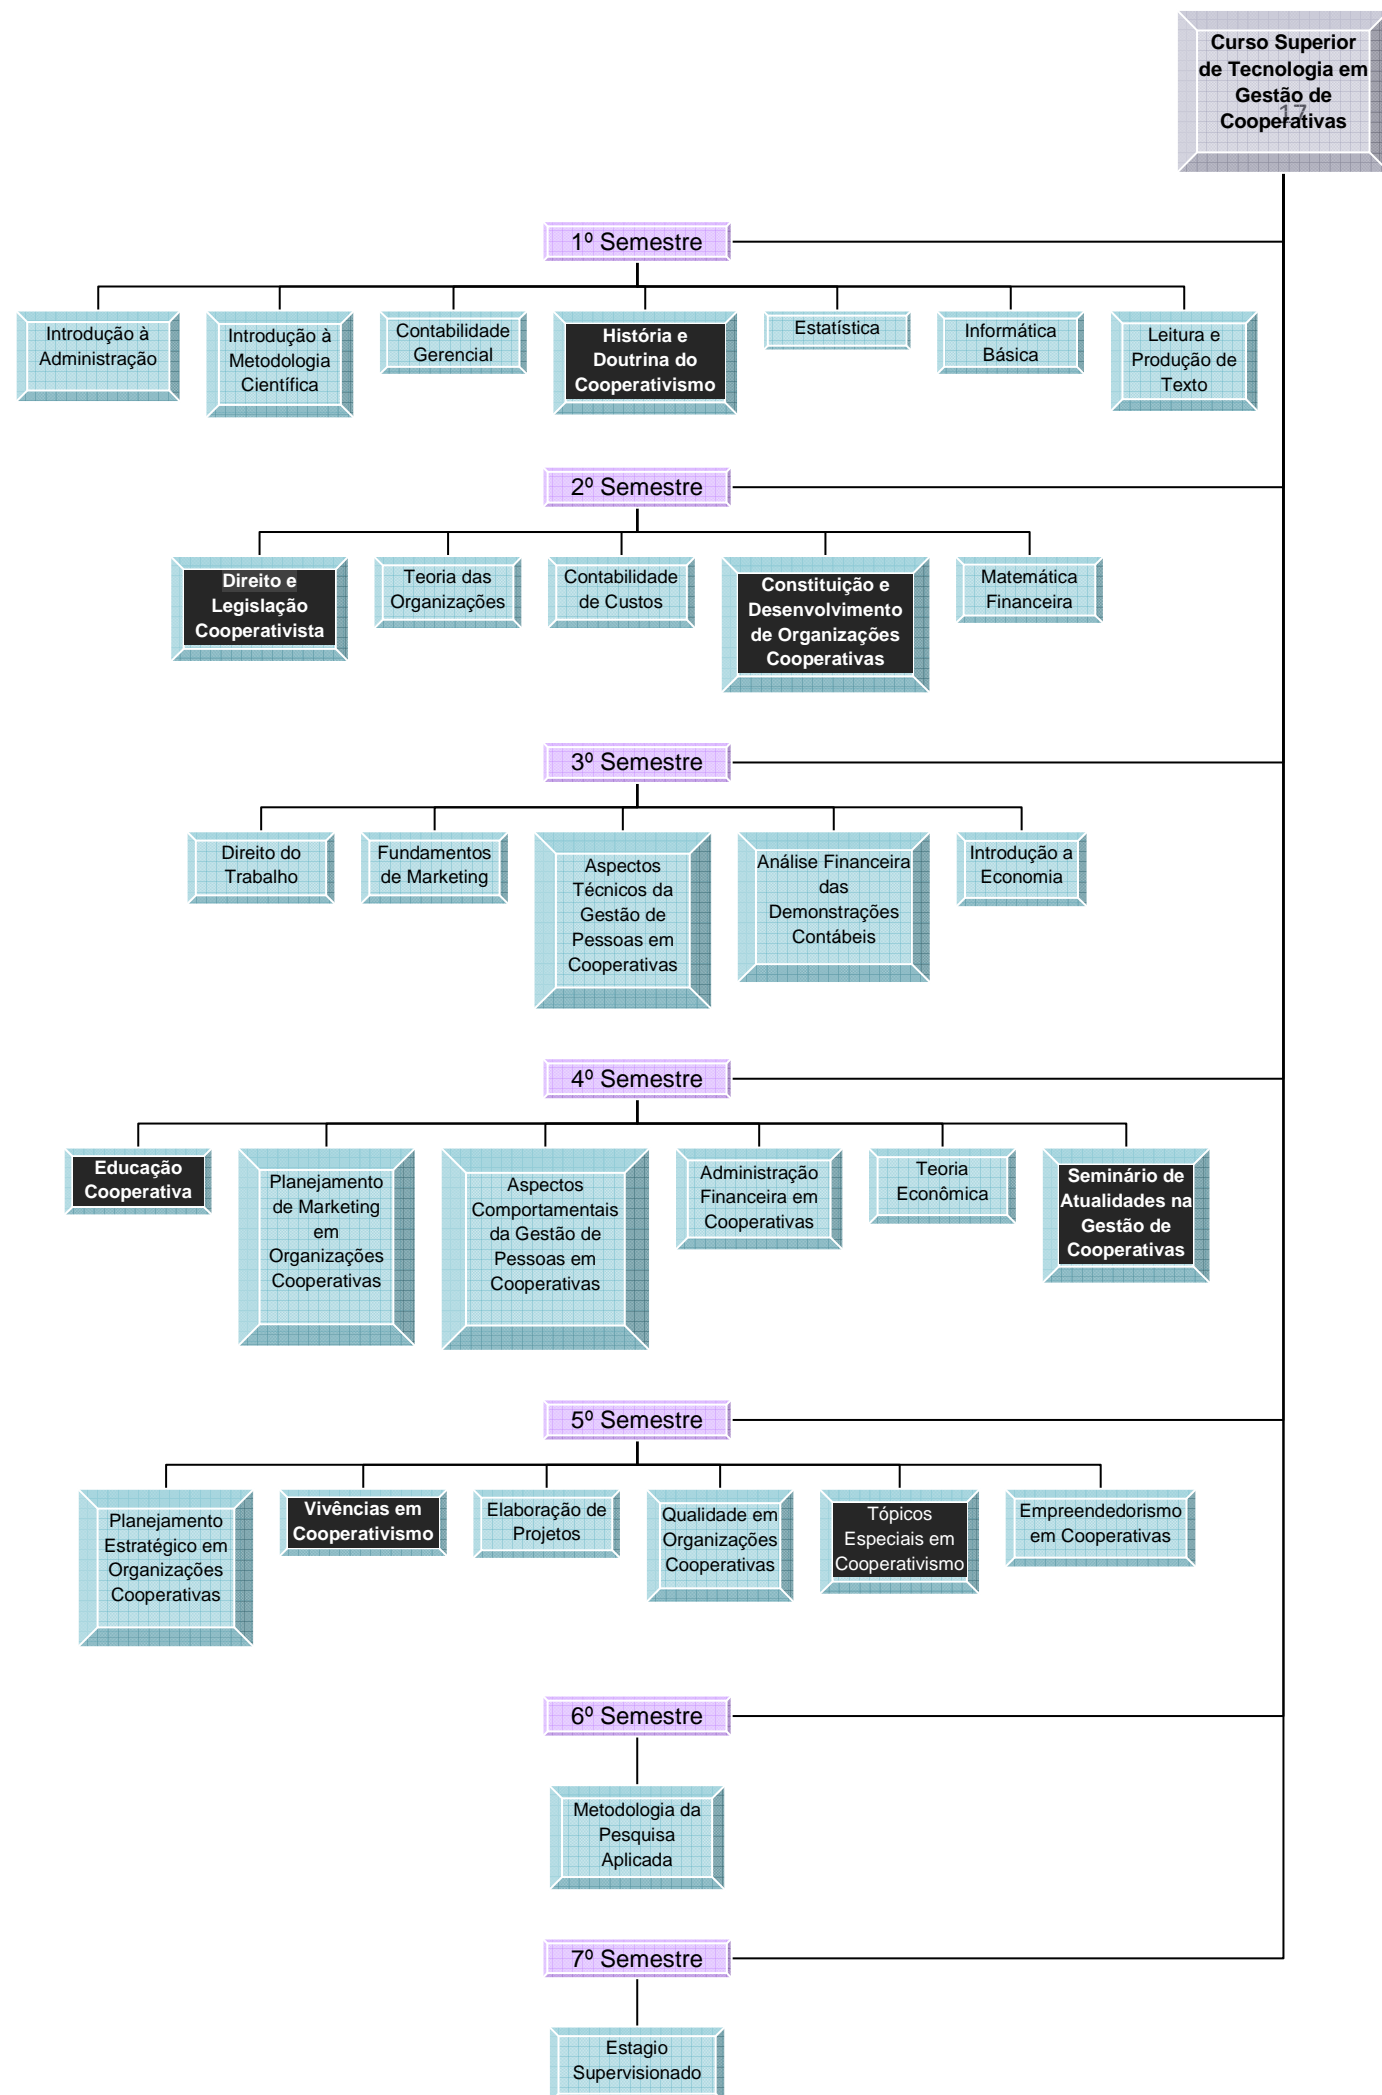 Curso Superior
de Tecnologia em
Gestão de
17
Cooperativas
1º Semestre
Introdução à
Administração
Introdução à
Metodologia
Científica
Contabilidade
Gerencial
História e
Doutrina do
Cooperativismo
Estatística
Informática
Básica
Leitura e
Produção de
Texto
2º Semestre
Direito e
Legislação
Cooperativista
Teoria das
Organizações
Contabilidade
de Custos
Constituição e
Desenvolvimento
de Organizações
Cooperativas
Matemática
Financeira
3º Semestre
Direito do
Trabalho
Fundamentos
de Marketing
Aspectos
Técnicos da
Gestão de
Pessoas em
Cooperativas
Análise Financeira
das
Demonstrações
Contábeis
Introdução a
Economia
4º Semestre
Educação
Cooperativa
Planejamento
de Marketing
em
Organizações
Cooperativas
Aspectos
Comportamentais
da Gestão de
Pessoas em
Cooperativas
Administração
Financeira em
Cooperativas
Teoria
Econômica
Seminário de
Atualidades na
Gestão de
Cooperativas
5º Semestre
Planejamento
Estratégico em
Organizações
Cooperativas
Vivências em
Cooperativismo
Elaboração de
Projetos
Qualidade em
Organizações
Cooperativas
Tópicos
Especiais em
Cooperativismo
Empreendedorismo
em Cooperativas
6º Semestre
Metodologia da
Pesquisa
Aplicada
7º Semestre
Estagio
Supervisionado